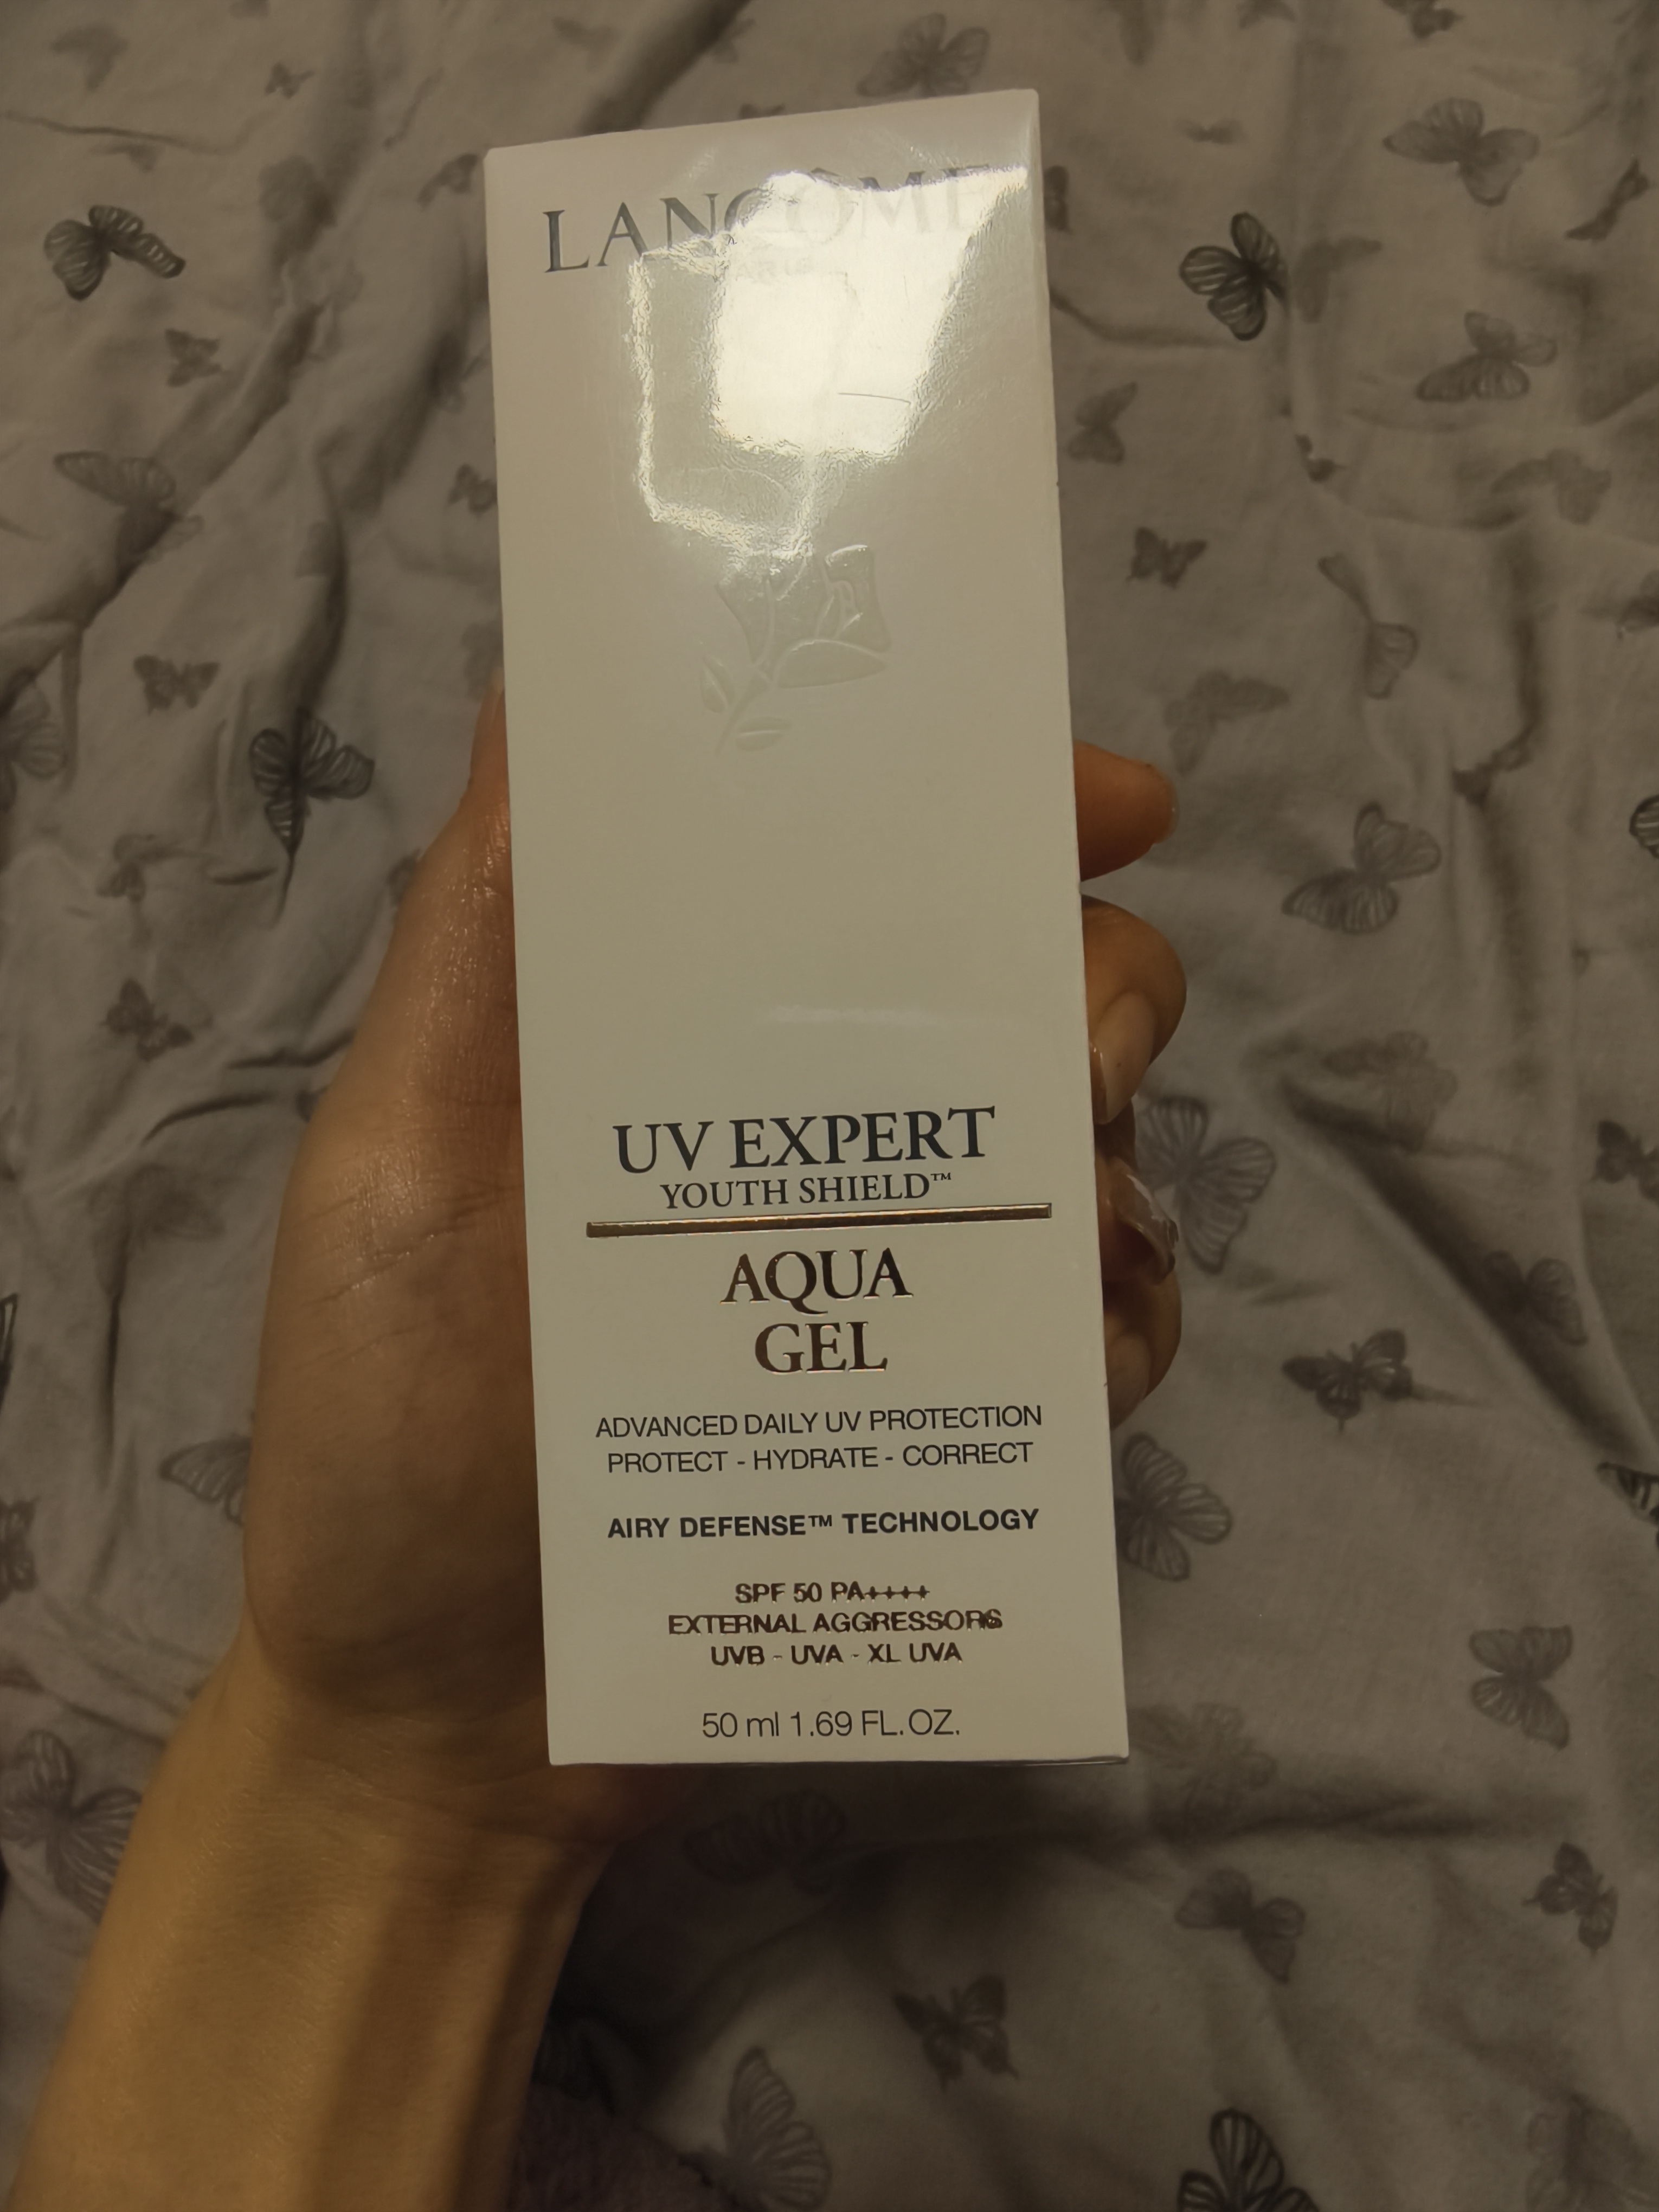 LANCÔME
PARIS
UV EXPERT
YOUTH SHIELD™
AQUA
GEL
ADVANCED DAILY UV PROTECTION
PROTECT - HYDRATE - CORRECT
AIRY DEFENSE™ TECHNOLOGY
SPF 50 PA++++
EXTERNAL AGGRESSORS
UVB - UVA - XL UVA
50 ml 1.69 FL.OZ.